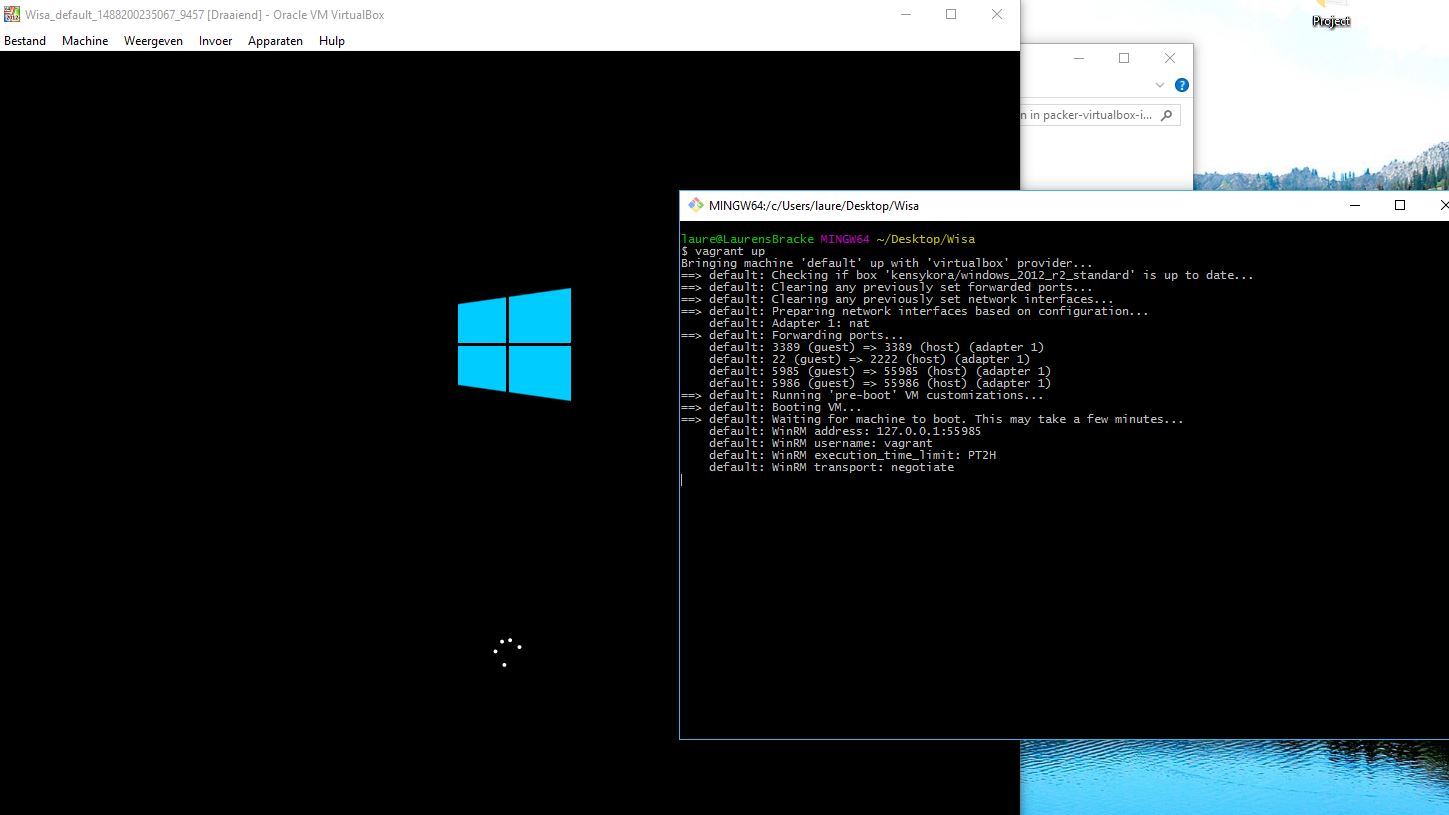 Wisa_default_1488200235067_9457 [Draaiend] - Oracle VM VirtualBox
Bestand Machine Weergeven Invoer Apparaten Hulp
Project
?
n in packer-virtualbox-i...
MINGW64:/c/Users/laure/Desktop/Wisa
laure@LaurensBracke MINGW64 ~/Desktop/Wisa
$ vagrant up
Bringing machine 'default' up with 'virtualbox' provider...
==> default: Checking if box 'kensykora/windows_2012_r2_standard' is up to date...
==> default: Clearing any previously set forwarded ports...
==> default: Clearing any previously set network interfaces...
==> default: Preparing network interfaces based on configuration...
default: Adapter 1: nat
==> default: Forwarding ports...
default: 3389 (guest) => 3389 (host) (adapter 1)
default: 22 (guest) => 2222 (host) (adapter 1)
default: 5985 (guest) => 55985 (host) (adapter 1)
default: 5986 (guest) => 55986 (host) (adapter 1)
==> default: Running 'pre-boot' VM customizations...
==> default: Booting VM...
==> default: Waiting for machine to boot. This may take a few minutes...
default: WinRM address: 127.0.0.1:55985
default: WinRM username: vagrant
default: WinRM execution_time_limit: PT2H
default: WinRM transport: negotiate